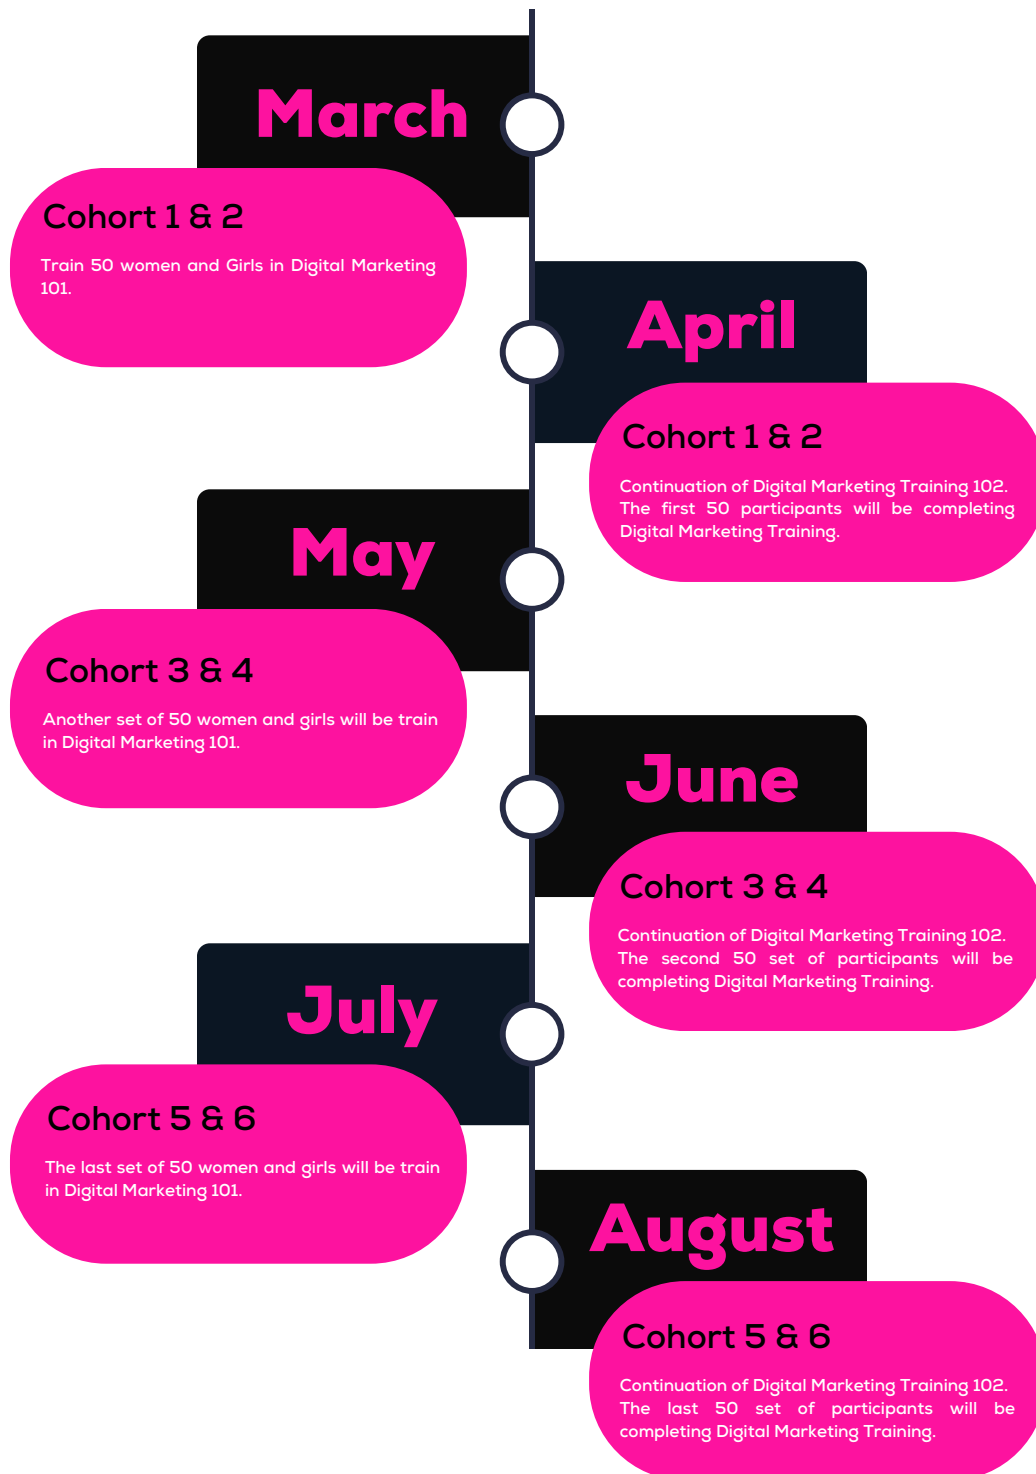 March
Cohort 1 & 2
Train 50 women and Girls in Digital Marketing
101.
April
Cohort 1 & 2
Continuation of Digital Marketing Training 102.
The first 50 participants will be completing
Digital Marketing Training.
May
Cohort 3 & 4
Another set of 50 women and girls will be train
in Digital Marketing 101.
June
Cohort 3 & 4
Continuation of Digital Marketing Training 102.
The second 50 set of participants will be
completing Digital Marketing Training.
July
Cohort 5 & 6
The last set of 50 women and girls will be train
in Digital Marketing 101.
August
Cohort 5 & 6
Continuation of Digital Marketing Training 102.
The last 50 set of participants will be
completing Digital Marketing Training.